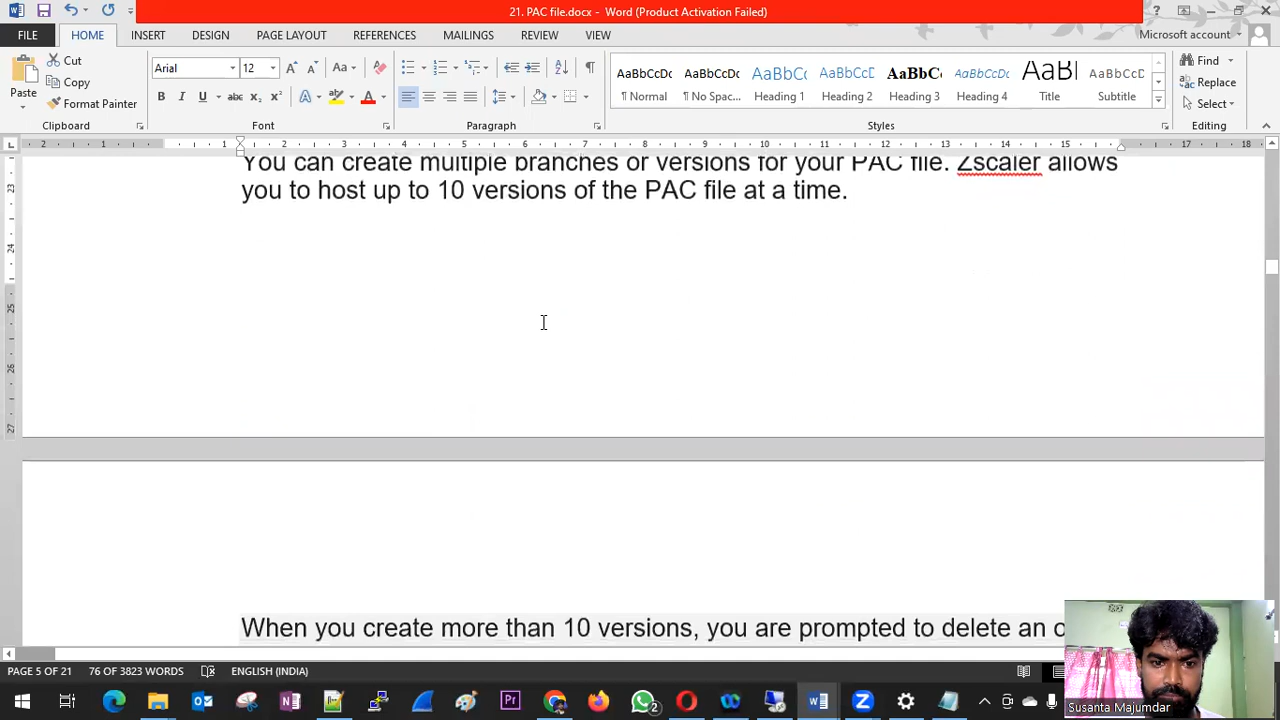 21. PAC file.docx - Word (Product Activation Failed)
FILE HOME INSERT DESIGN PAGE LAYOUT REFERENCES MAILINGS REVIEW VIEW Microsoft account
Paste Cut Copy Format Painter
Arial 12
AaBbCcDc AaBbCcDc AaBbC AaBbCcD AaBbC AaBbCcD AaBl AaBbCcDc
¶ Normal ¶ No Spac... Heading 1 Heading 2 Heading 3 Heading 4 Title Subtitle
Find Replace Select
Clipboard Font Paragraph Styles Editing
You can create multiple branches or versions for your PAC file. Zscaler allows
you to host up to 10 versions of the PAC file at a time.
When you create more than 10 versions, you are prompted to delete an
PAGE 5 OF 21 76 OF 3823 WORDS ENGLISH (INDIA)
Susanta Majumdar